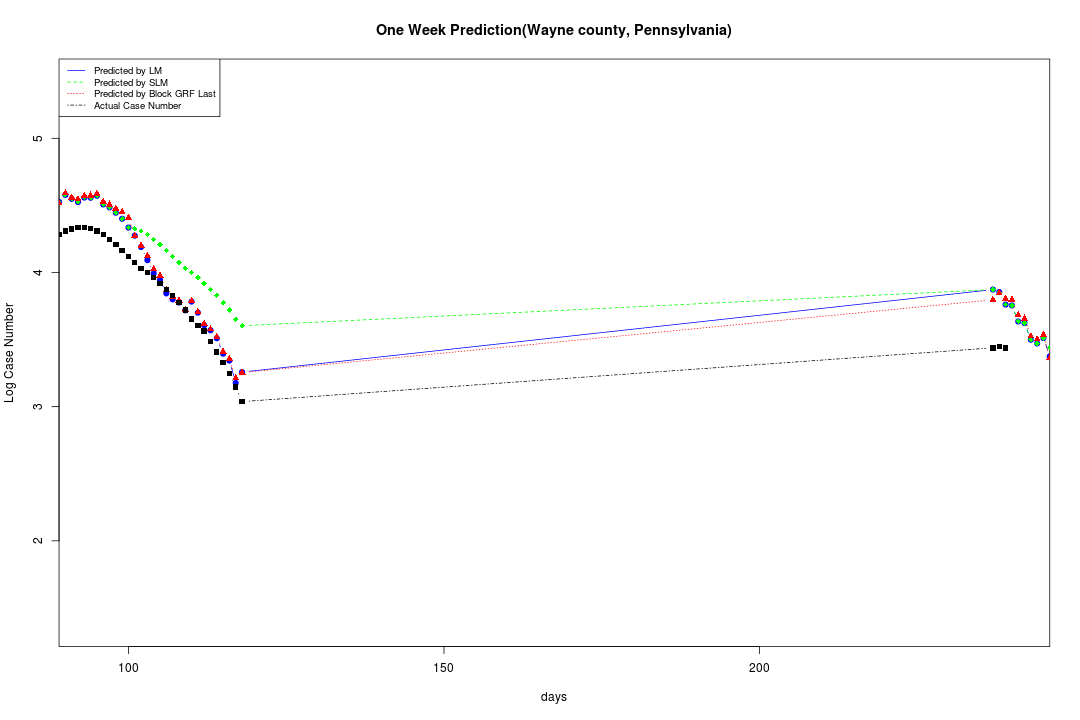 One Week Prediction(Wayne county, Pennsylvania)
Predicted by LM
Predicted by SLM
Predicted by Block GRF Last
Actual Case Number
5
4
3
2
Log Case Number
100 150 200
days